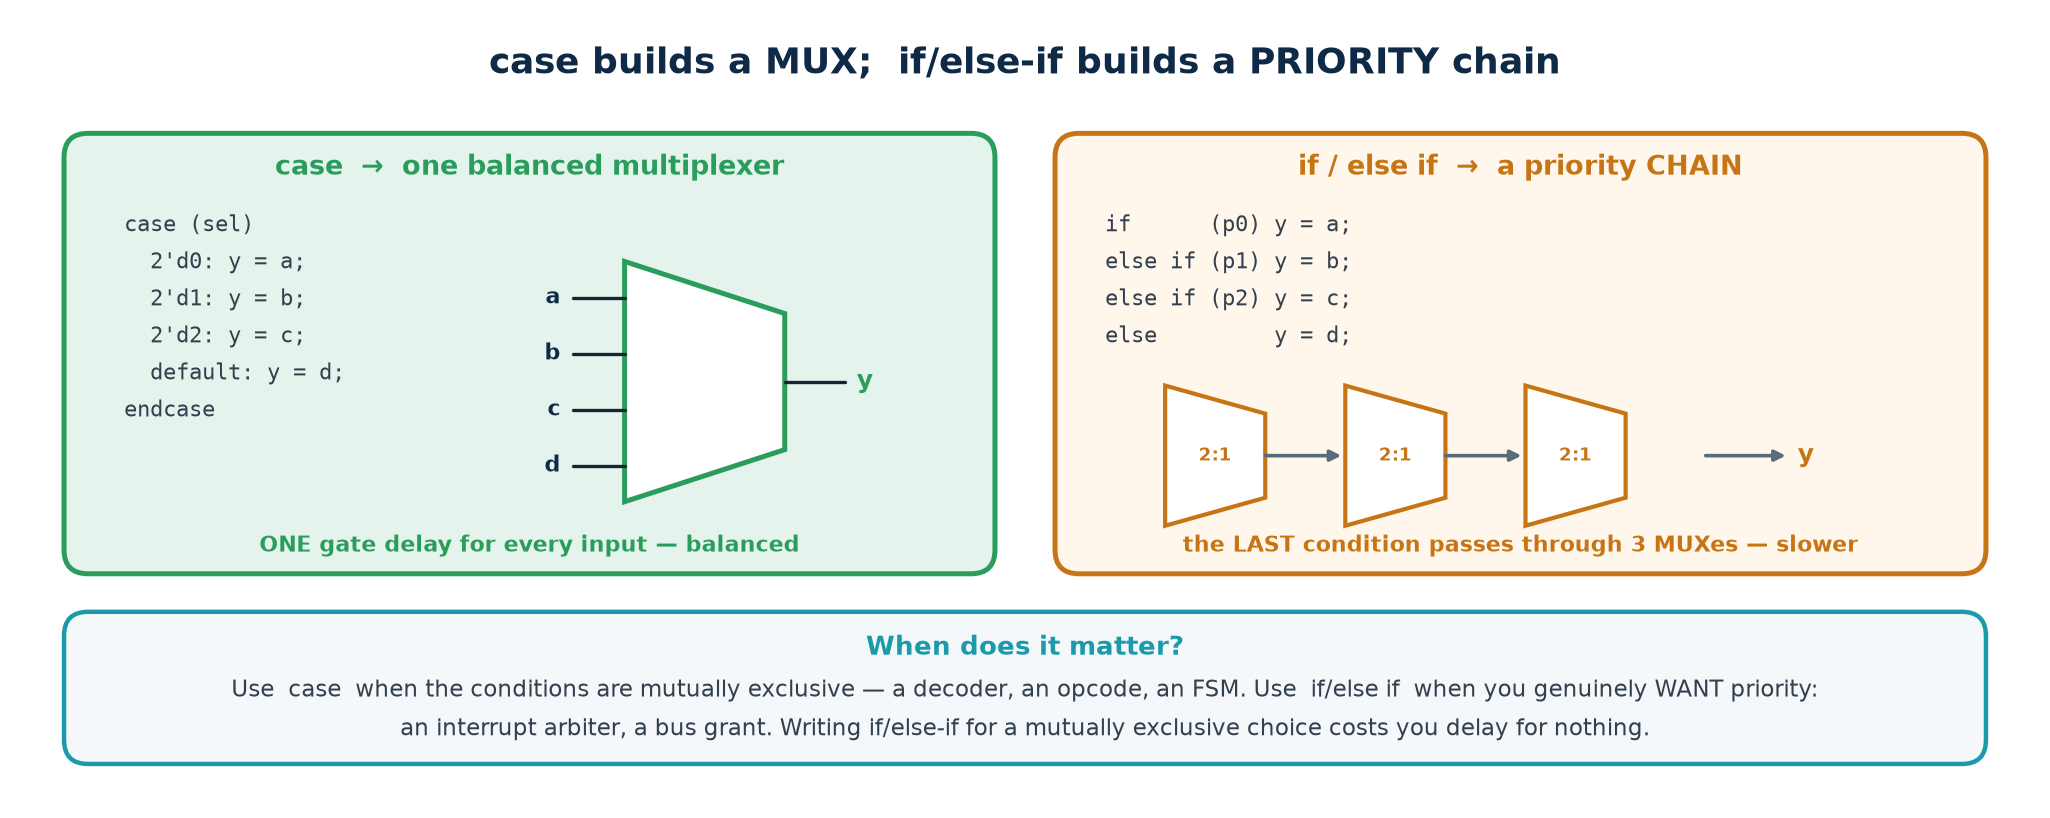 case builds a MUX;  if/else-if builds a PRIORITY chain
case → one balanced multiplexer
case (sel)
  2'd0: y = a;
  2'd1: y = b;
  2'd2: y = c;
  default: y = d;
endcase
a
b
c
d
y
ONE gate delay for every input — balanced
if / else if → a priority CHAIN
if      (p0) y = a;
else if (p1) y = b;
else if (p2) y = c;
else         y = d;
2:1
2:1
2:1
y
the LAST condition passes through 3 MUXes — slower
When does it matter?
Use  case  when the conditions are mutually exclusive — a decoder, an opcode, an FSM. Use  if/else if  when you genuinely WANT priority:
an interrupt arbiter, a bus grant. Writing if/else-if for a mutually exclusive choice costs you delay for nothing.